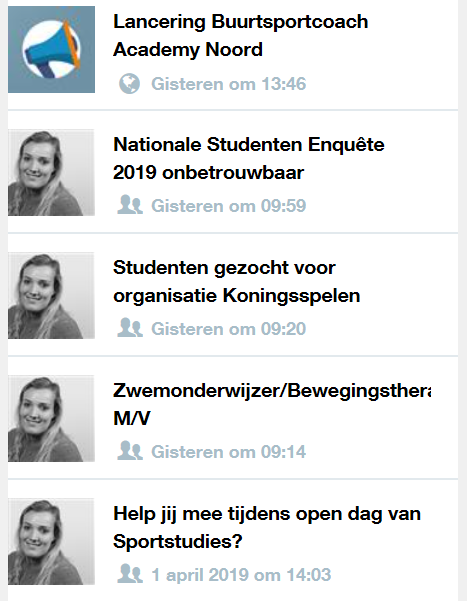 Lancering Buurtsportcoach
Academy Noord
Gisteren om 13:46
Nationale Studenten Enquête
2019 onbetrouwbaar
Gisteren om 09:59
Studenten gezocht voor
organisatie Koningsspelen
Gisteren om 09:20
Zwemonderwijzer/Bewegingsthera
M/V
Gisteren om 09:14
Help jij mee tijdens open dag van
Sportstudies?
1 april 2019 om 14:03